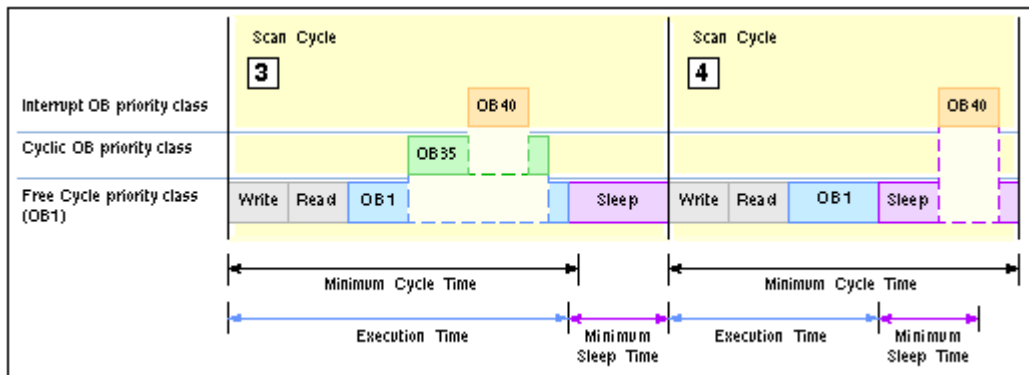 Scan Cycle
Scan Cycle
3
4
Interrupt OB priority class
OB40
OB40
Cyclic OB priority class
OB35
Free Cycle priority class
(OB1)
Write
Read
OB1
Sleep
Write
Read
OB1
Sleep
Minimum Cycle Time
Minimum Cycle Time
Execution Time
Minimum
Sleep Time
Execution Time
Minimum
Sleep Time